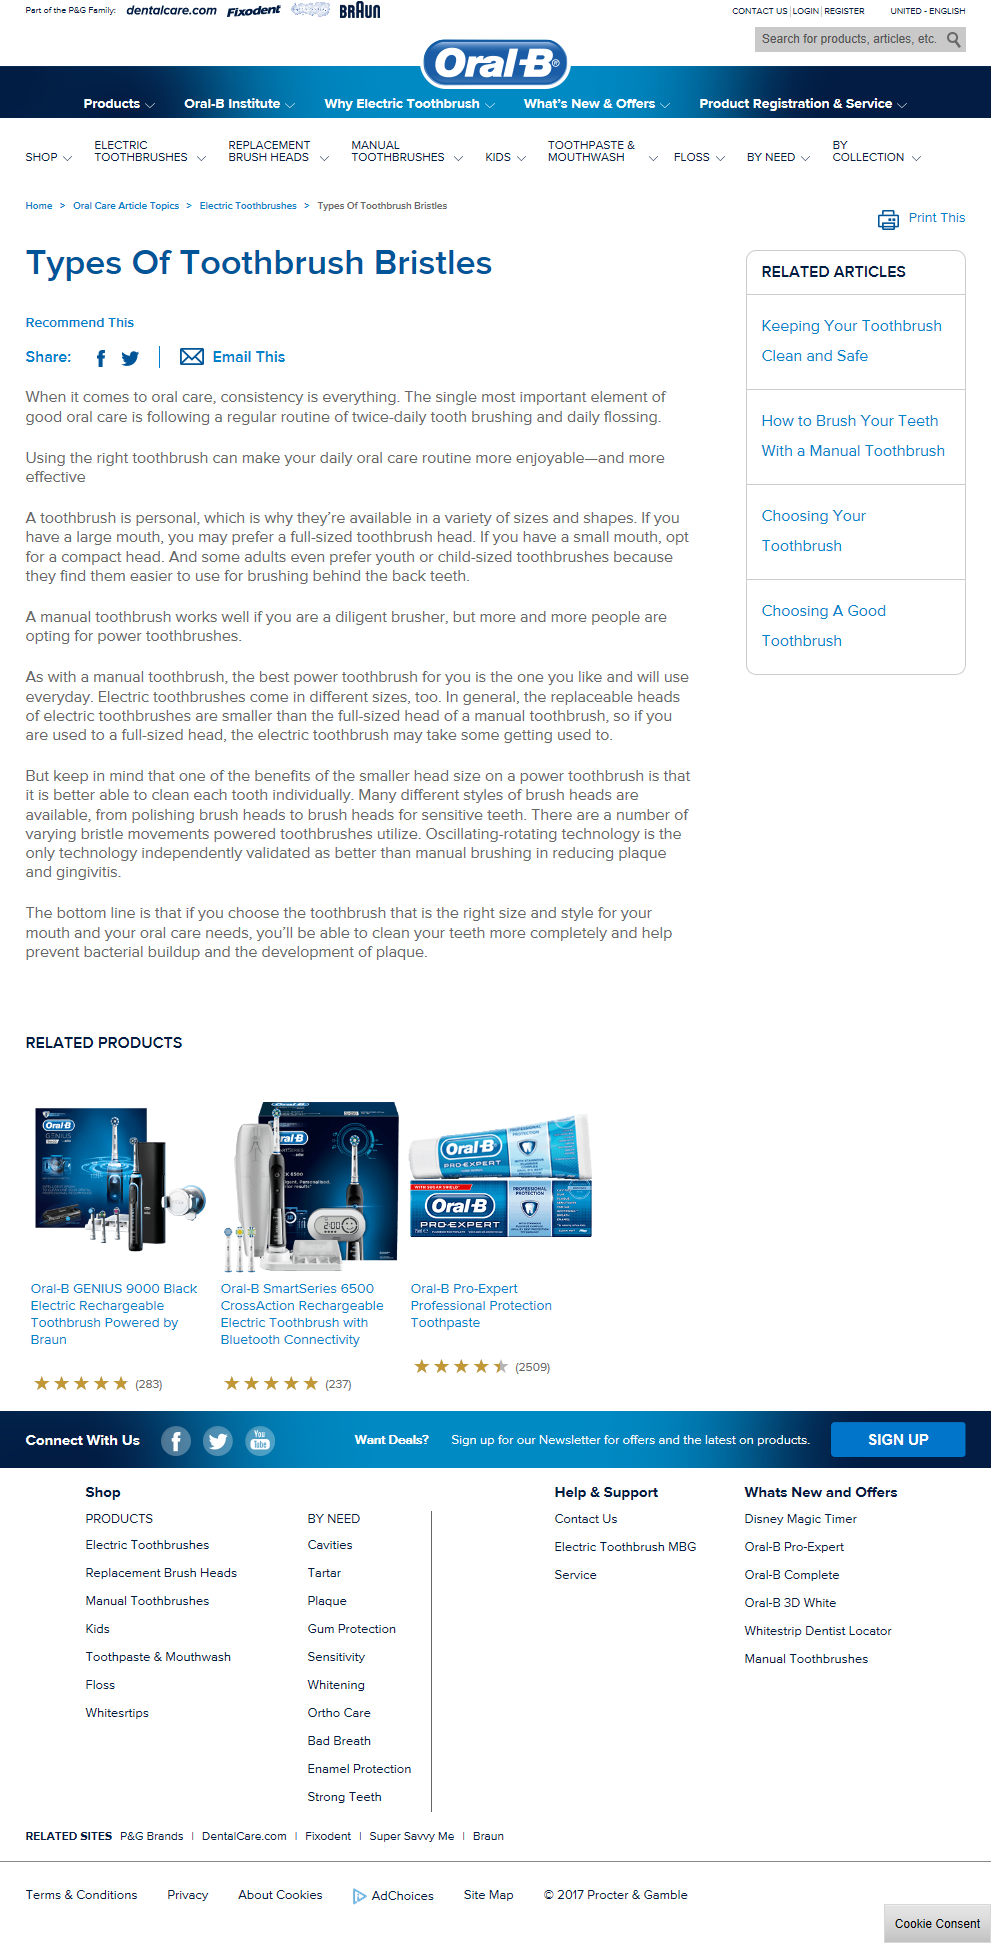 Part of the P&G Family:
dentalcare.com
Fixodent
BRAUN
CONTACT US | LOGIN | REGISTER
UNITED - ENGLISH
Search for products, articles, etc.
Oral-B®
Products
Oral-B Institute
Why Electric Toothbrush
What's New & Offers
Product Registration & Service
SHOP
ELECTRIC
TOOTHBRUSHES
REPLACEMENT
BRUSH HEADS
MANUAL
TOOTHBRUSHES
KIDS
TOOTHPASTE &
MOUTHWASH
FLOSS
BY NEED
BY
COLLECTION
Home > Oral Care Article Topics > Electric Toothbrushes > Types Of Toothbrush Bristles
Print This
Types Of Toothbrush Bristles
Recommend This
Share:
Email This
When it comes to oral care, consistency is everything. The single most important element of
good oral care is following a regular routine of twice-daily tooth brushing and daily flossing.
Using the right toothbrush can make your daily oral care routine more enjoyable—and more
effective
A toothbrush is personal, which is why they're available in a variety of sizes and shapes. If you
have a large mouth, you may prefer a full-sized toothbrush head. If you have a small mouth, opt
for a compact head. And some adults even prefer youth or child-sized toothbrushes because
they find them easier to use for brushing behind the back teeth.
A manual toothbrush works well if you are a diligent brusher, but more and more people are
opting for power toothbrushes.
As with a manual toothbrush, the best power toothbrush for you is the one you like and will use
everyday. Electric toothbrushes come in different sizes, too. In general, the replaceable heads
of electric toothbrushes are smaller than the full-sized head of a manual toothbrush, so if you
are used to a full-sized head, the electric toothbrush may take some getting used to.
But keep in mind that one of the benefits of the smaller head size on a power toothbrush is that
it is better able to clean each tooth individually. Many different styles of brush heads are
available, from polishing brush heads to brush heads for sensitive teeth. There are a number of
varying bristle movements powered toothbrushes utilize. Oscillating-rotating technology is the
only technology independently validated as better than manual brushing in reducing plaque
and gingivitis.
The bottom line is that if you choose the toothbrush that is the right size and style for your
mouth and your oral care needs, you'll be able to clean your teeth more completely and help
prevent bacterial buildup and the development of plaque.
RELATED ARTICLES
Keeping Your Toothbrush
Clean and Safe
How to Brush Your Teeth
With a Manual Toothbrush
Choosing Your
Toothbrush
Choosing A Good
Toothbrush
RELATED PRODUCTS
Oral-B
GENIUS
2:00
Oral-B
PRO-EXPERT
PROFESSIONAL
PROTECTION
Oral-B
PRO-EXPERT
PROFESSIONAL
PROTECTION
Oral-B GENIUS 9000 Black
Electric Rechargeable
Toothbrush Powered by
Braun
(283)
Oral-B SmartSeries 6500
CrossAction Rechargeable
Electric Toothbrush with
Bluetooth Connectivity
(237)
Oral-B Pro-Expert
Professional Protection
Toothpaste
(2509)
Connect With Us
You
Tube
Want Deals?
Sign up for our Newsletter for offers and the latest on products.
SIGN UP
Shop
PRODUCTS
Electric Toothbrushes
Replacement Brush Heads
Manual Toothbrushes
Kids
Toothpaste & Mouthwash
Floss
Whitesrtips
BY NEED
Cavities
Tartar
Plaque
Gum Protection
Sensitivity
Whitening
Ortho Care
Bad Breath
Enamel Protection
Strong Teeth
Help & Support
Contact Us
Electric Toothbrush MBG
Service
Whats New and Offers
Disney Magic Timer
Oral-B Pro-Expert
Oral-B Complete
Oral-B 3D White
Whitestrip Dentist Locator
Manual Toothbrushes
RELATED SITES P&G Brands | DentalCare.com | Fixodent | Super Savvy Me | Braun
Terms & Conditions
Privacy
About Cookies
AdChoices
Site Map
© 2017 Procter & Gamble
Cookie Consent